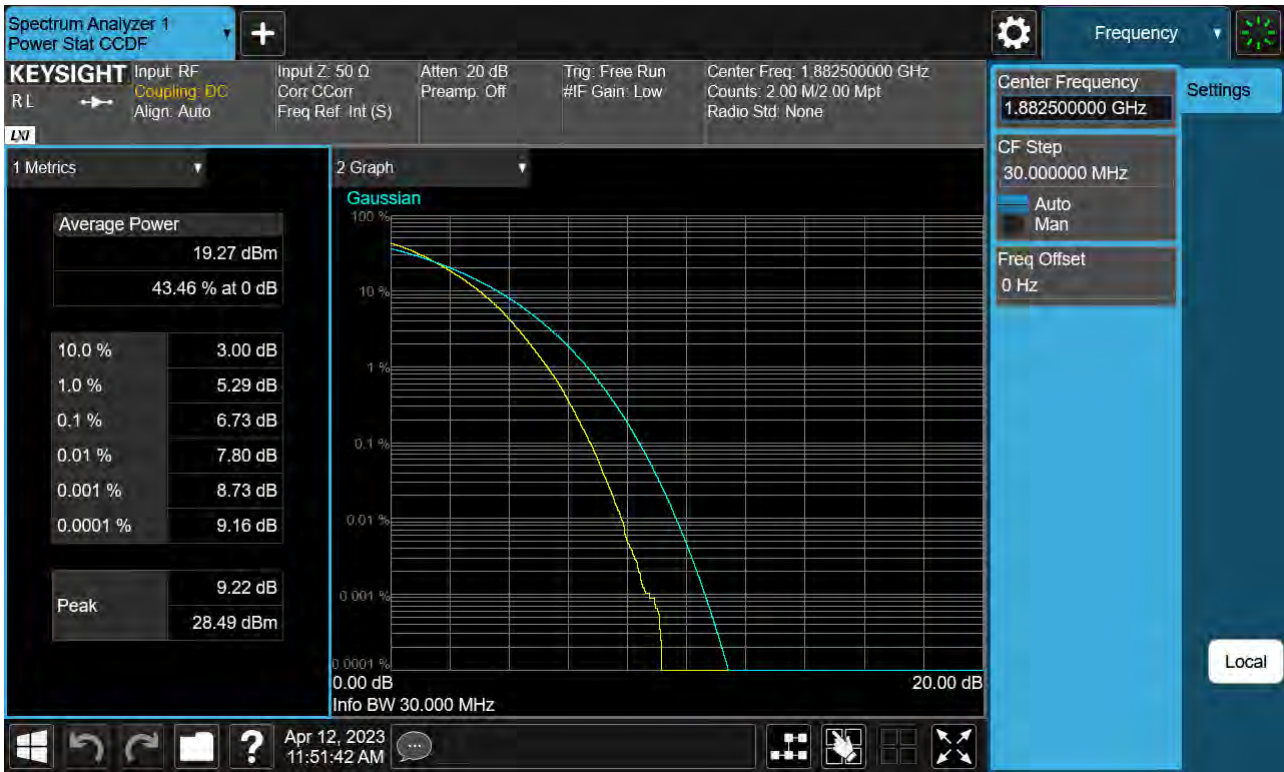 Spectrum Analyzer 1
Power Stat CCDF
+
Frequency
KEYSIGHT
RL
LXI
Input: RF
Coupling: DC
Align: Auto
Input Z: 50 Ω
Corr CCorr
Freq Ref: Int (S)
Atten: 20 dB
Preamp: Off
Trig: Free Run
#IF Gain: Low
Center Freq: 1.882500000 GHz
Counts: 2.00 M/2.00 Mpt
Radio Std: None
Center Frequency
1.882500000 GHz
Settings
CF Step
30.000000 MHz
Auto
Man
Freq Offset
0 Hz
Local
1 Metrics
Average Power
19.27 dBm
43.46 % at 0 dB
10.0 % 3.00 dB
1.0 % 5.29 dB
0.1 % 6.73 dB
0.01 % 7.80 dB
0.001 % 8.73 dB
0.0001 % 9.16 dB
Peak
9.22 dB
28.49 dBm
2 Graph
Gaussian
100 %
10 %
1 %
0.1 %
0.01 %
0.001 %
0.0001 %
0.00 dB 20.00 dB
Info BW 30.000 MHz
?
Apr 12, 2023
11:51:42 AM